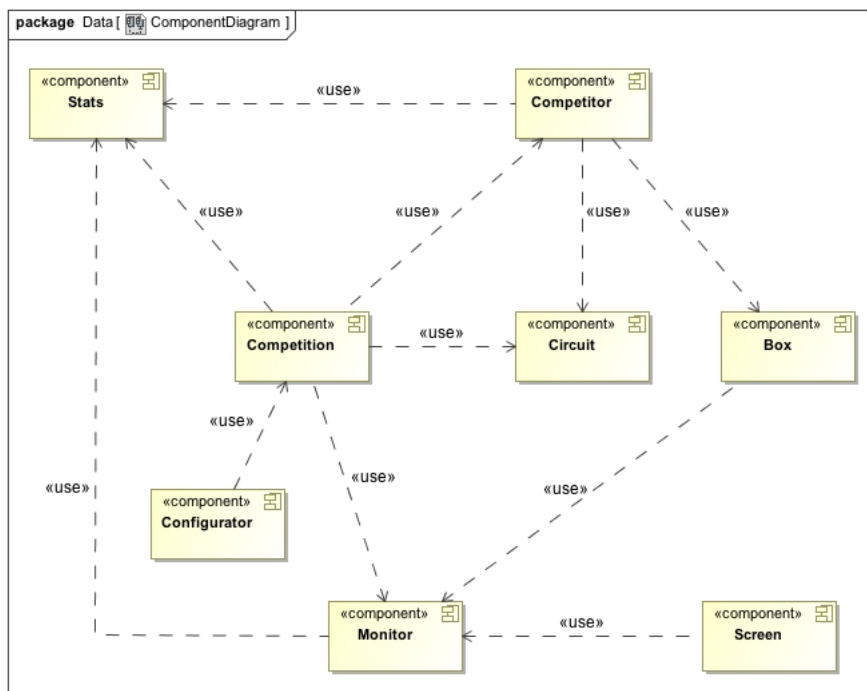 package Data [ ComponentDiagram ]
«component»
Stats
«use»
«component»
Competitor
«use»
«use»
«use»
«use»
«component»
Competition
«use»
«component»
Circuit
«component»
Box
«use»
«use»
«use»
«use»
«component»
Configurator
«component»
Monitor
«use»
«component»
Screen